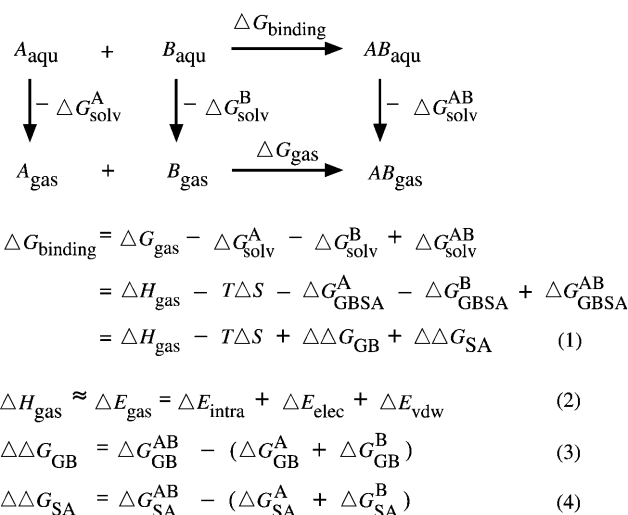 △G_binding
A_aqu + B_aqu AB_aqu
− △G^A_solv − △G^B_solv − △G^AB_solv
△G_gas
A_gas + B_gas AB_gas
△G_binding = △G_gas − △G^A_solv − △G^B_solv + △G^AB_solv
= △H_gas − T△S − △G^A_GBSA − △G^B_GBSA + △G^AB_GBSA
= △H_gas − T△S + △△G_GB + △△G_SA (1)
△H_gas ≈ △E_gas = △E_intra + △E_elec + △E_vdw (2)
△△G_GB = △G^AB_GB − (△G^A_GB + △G^B_GB) (3)
△△G_SA = △G^AB_SA − (△G^A_SA + △G^B_SA) (4)